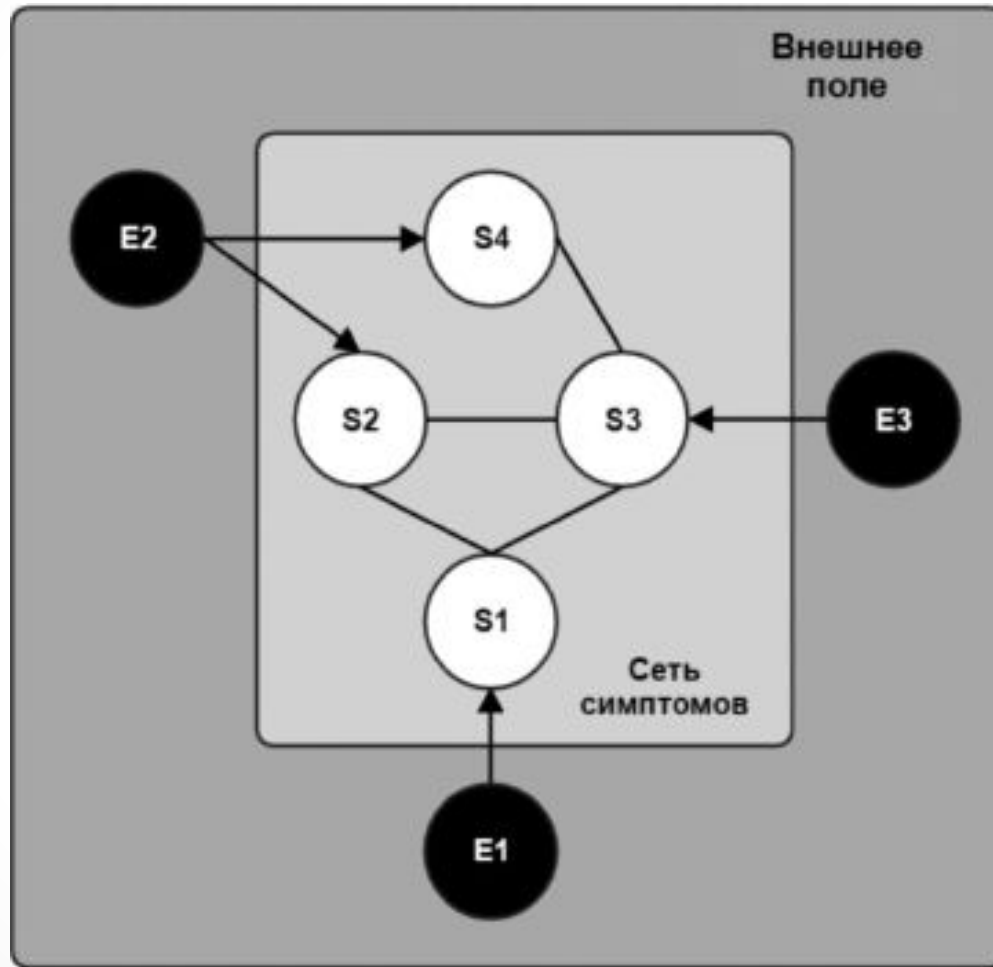 Внешнее
поле
E2
S4
S2
S3
E3
S1
Сеть
симптомов
E1